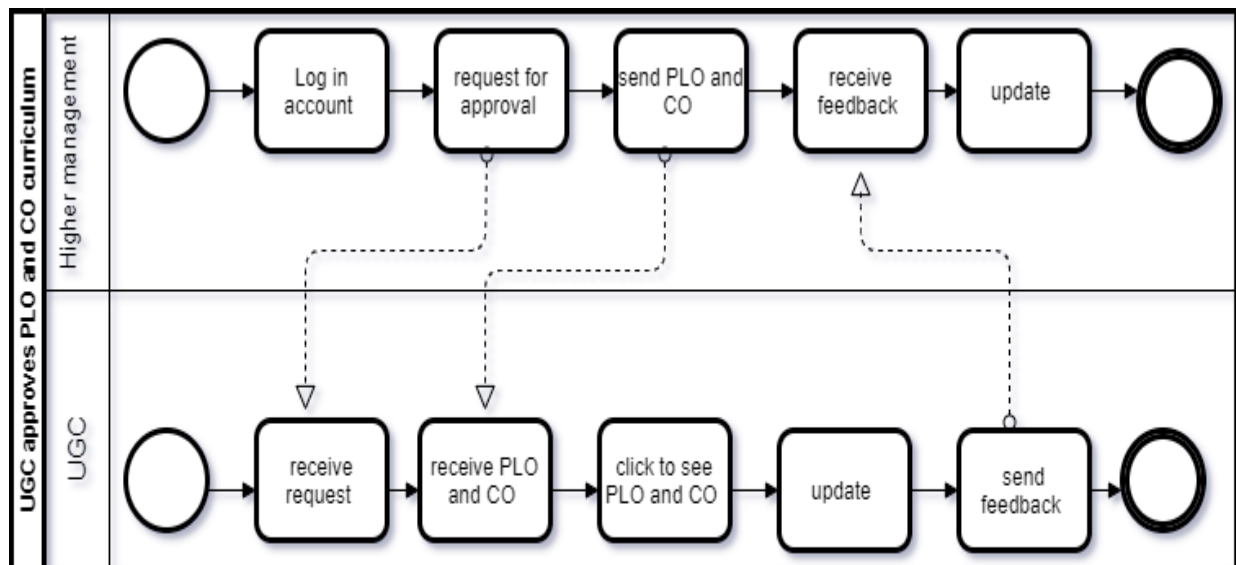 UGC approves PLO and CO curriculum
Higher management
Log in
account
request for
approval
send PLO and
CO
receive
feedback
update
UGC
receive
request
receive PLO
and CO
click to see
PLO and CO
update
send
feedback